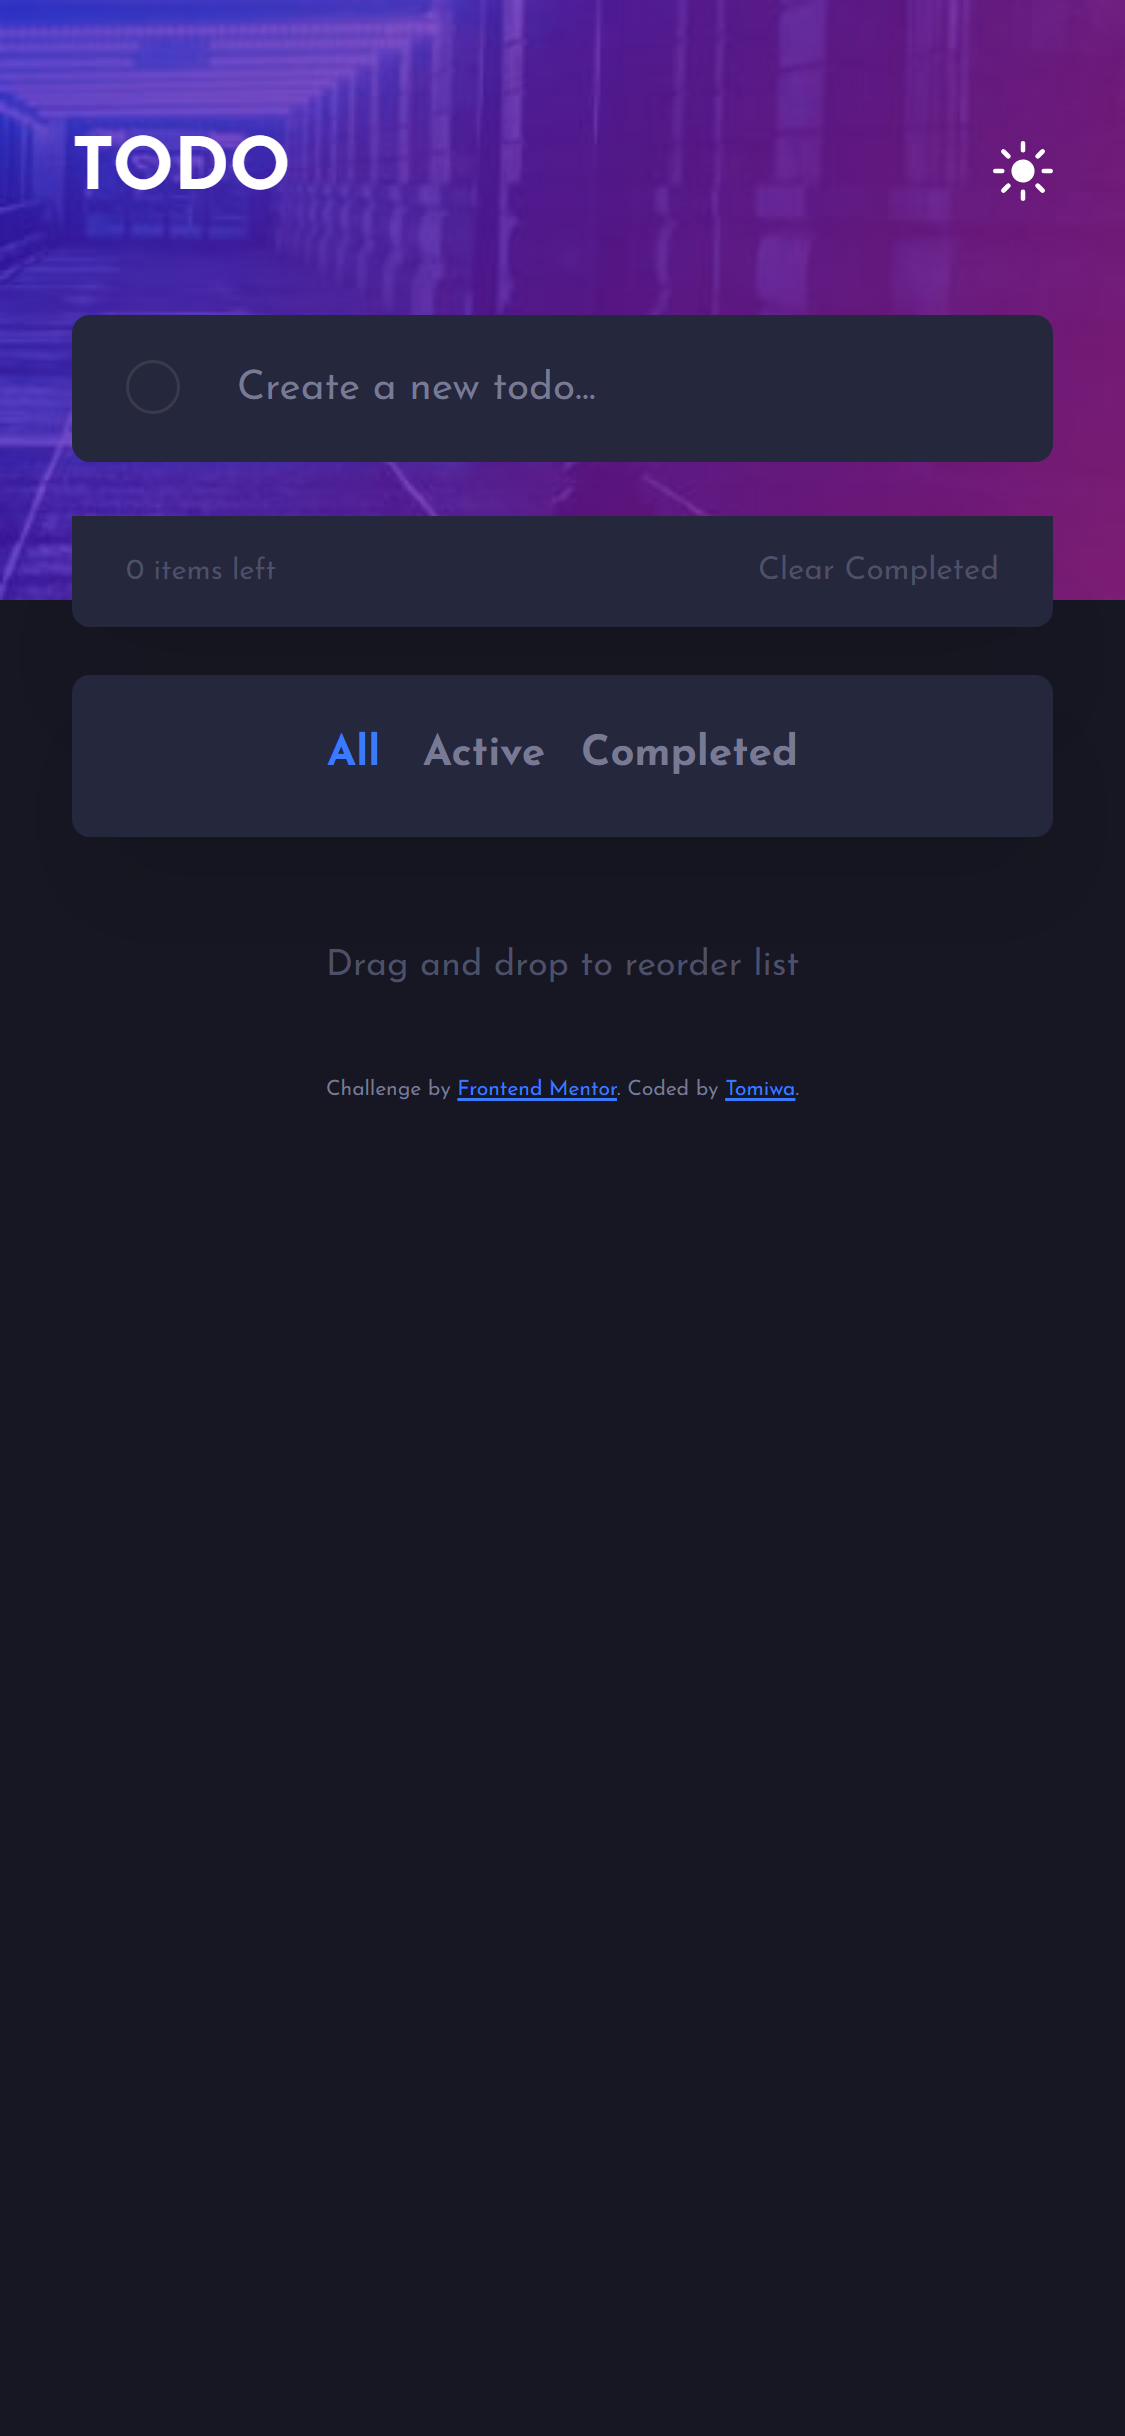 TODO
Create a new todo...
0 items left Clear Completed
All Active Completed
Drag and drop to reorder list
Challenge by Frontend Mentor. Coded by Tomiwa.